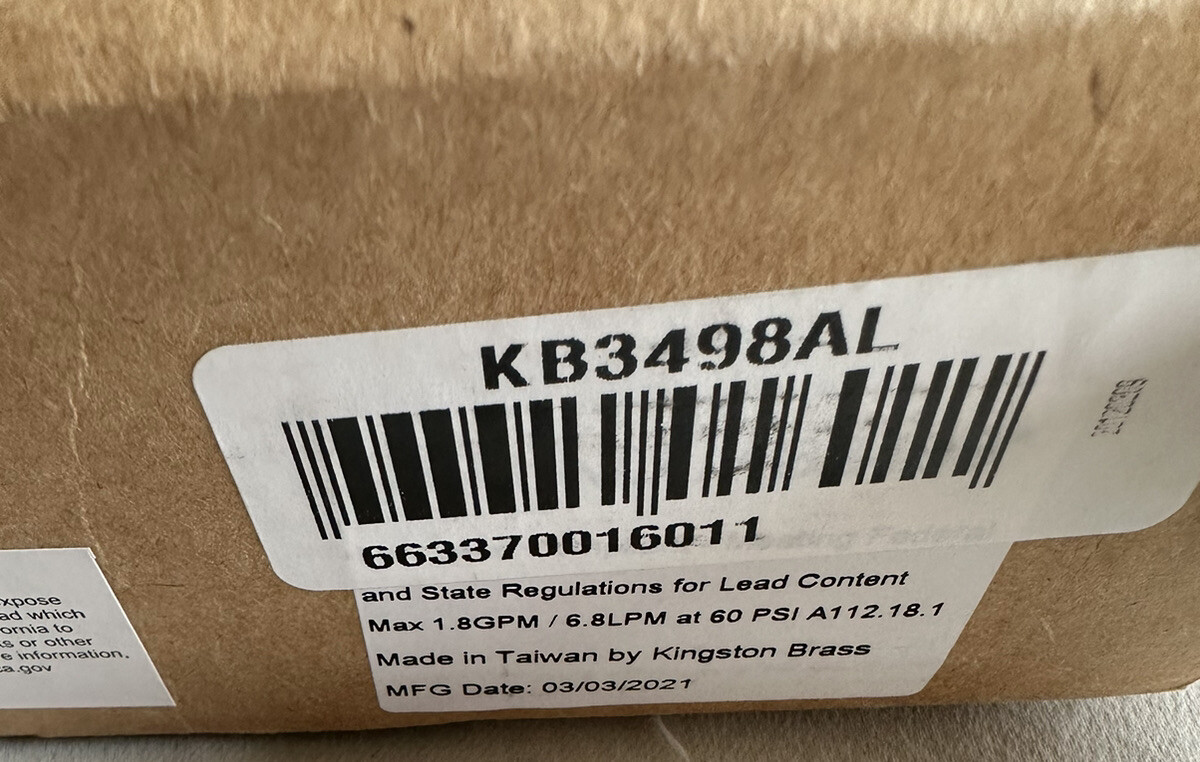 KB3498AL
663370016011
and State Regulations for Lead Content
Max 1.8GPM / 6.8LPM at 60 PSI A112.18.1
Made in Taiwan by Kingston Brass
MFG Date: 03/03/2021
xpose
ad which
ornia to
s or other
e information,
a.gov